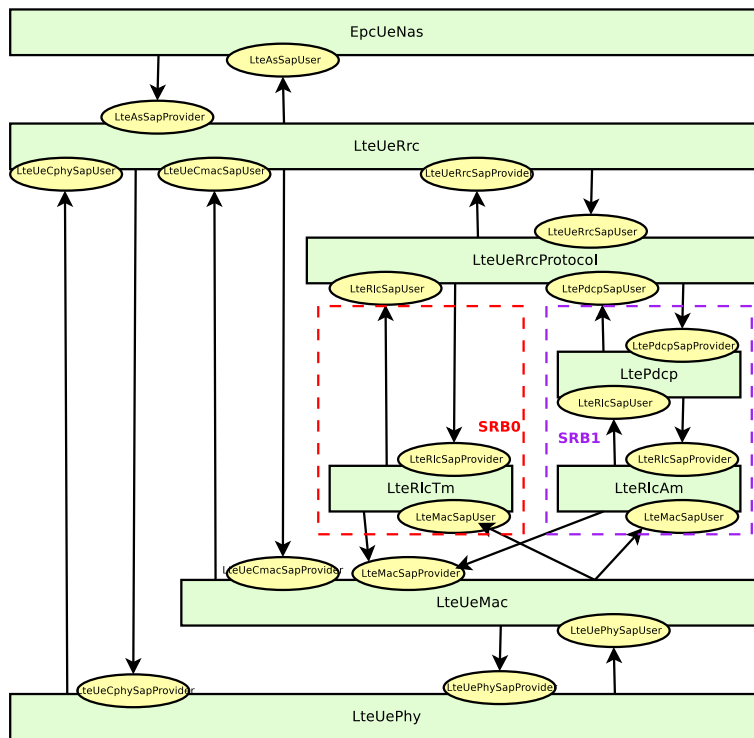 EpcUeNas
LteAsSapUser
LteAsSapProvider
LteUeRrc
LteUeCphySapUser
LteUeCmacSapUser
LteUeRrcSapProvider
LteUeRrcSapUser
LteUeRrcProtocol
LteRlcSapUser
LtePdcpSapUser
LtePdcpSapProvider
LtePdcp
LteRlcSapUser
SRB0
SRB1
LteRlcSapProvider
LteRlcSapProvider
LteRlcTm
LteRlcAm
LteMacSapUser
LteMacSapUser
LteUeCmacSapProvider
LteMacSapProvider
LteUeMac
LteUePhySapUser
LteUeCphySapProvider
LteUePhySapProvider
LteUePhy